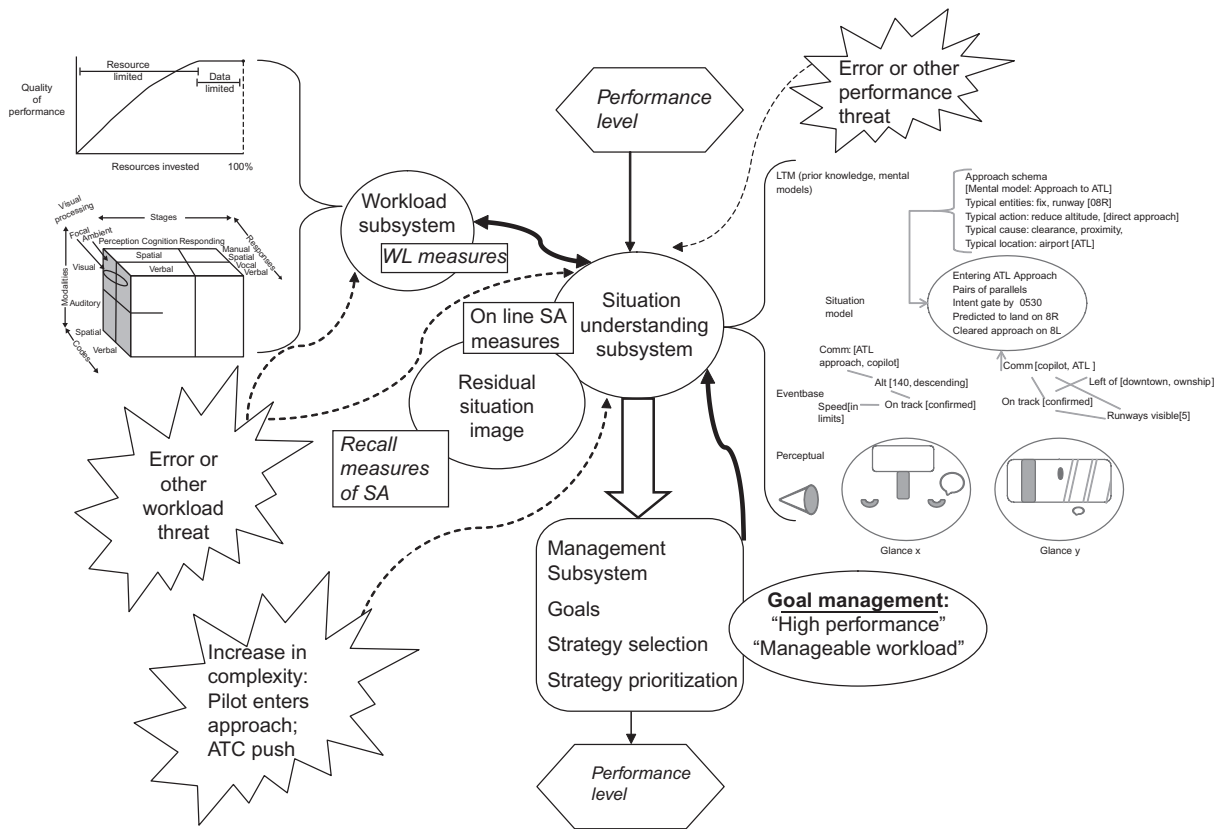 Resource
limited
Data
limited
Quality
of
performance
Resources invested
100%
Performance
level
Error or other
performance
threat
Visual
processing
Stages
Responses
Focal
Ambient
Perception Cognition Responding
Spatial
Verbal
Manual
Spatial
Vocal
Verbal
Modalities
Visual
Auditory
Spatial
Verbal
Codes
Workload
subsystem
WL measures
On line SA
measures
Situation
understanding
subsystem
Residual
situation
image
Recall
measures
of SA
LTM (prior knowledge, mental
models)
Approach schema
[Mental model: Approach to ATL]
Typical entities: fix, runway [08R]
Typical action: reduce altitude, [direct approach]
Typical cause: clearance, proximity,
Typical location: airport [ATL]
Situation
model
Entering ATL Approach
Pairs of parallels
Intent gate by 0530
Predicted to land on 8R
Cleared approach on 8L
Comm: [ATL
approach, copilot]
Alt [140, descending]
Eventbase
Speed[in
limits]
On track [confirmed]
Comm [copilot, ATL ]
Left of [downtown, ownship]
On track [confirmed]
Runways visible[5]
Perceptual
Glance x
Glance y
Error or
other
workload
threat
Increase in
complexity:
Pilot enters
approach;
ATC push
Management
Subsystem
Goals
Strategy selection
Strategy prioritization
Goal management:
“High performance”
“Manageable workload”
Performance
level